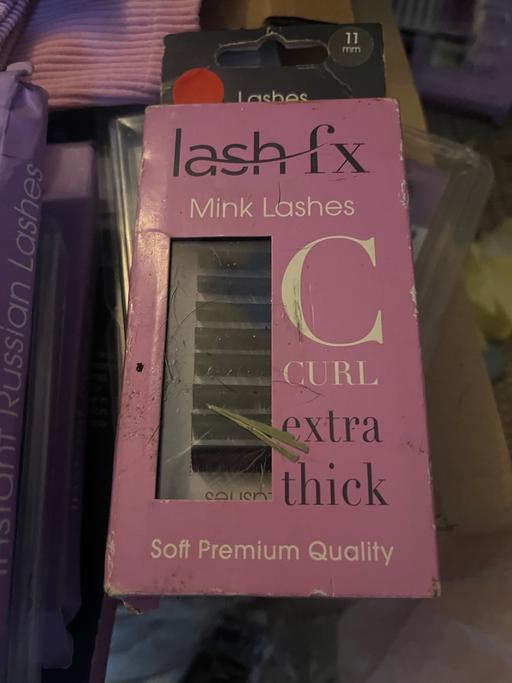 11
mm
Lashes
lash fx
Mink Lashes
C
CURL
extra
thick
Soft Premium Quality
Instant Russian Lashes